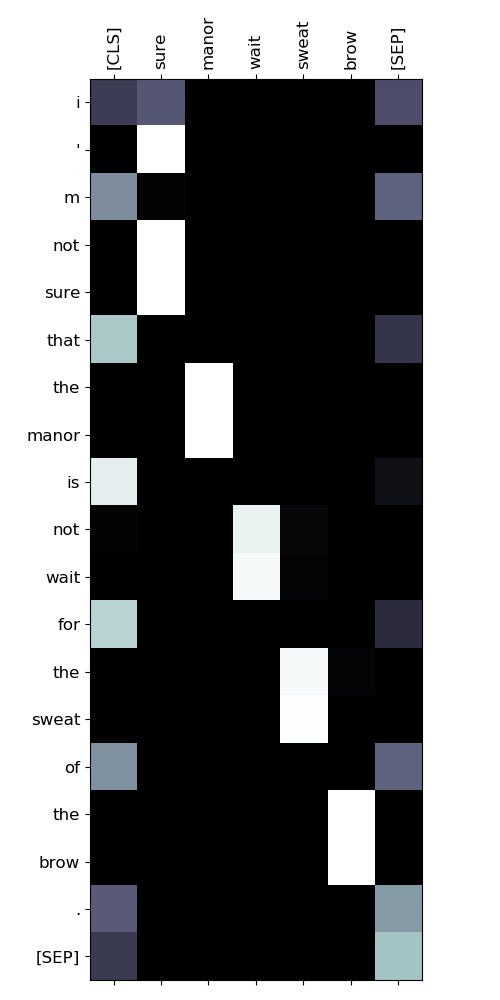 [CLS] sure manor wait sweat brow [SEP]
i
'
m
not
sure
that
the
manor
is
not
wait
for
the
sweat
of
the
brow
.
[SEP]